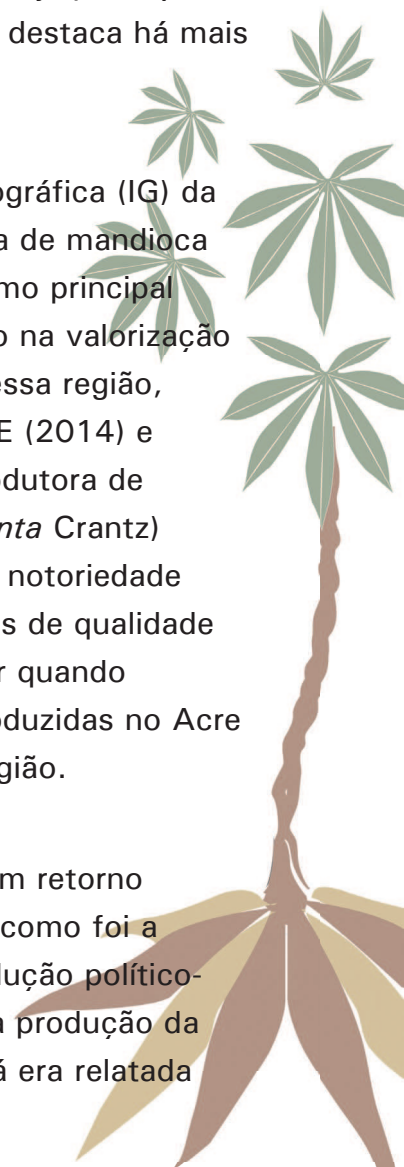 destaca há mais
ográfica (IG) da
a de mandioca
mo principal
o na valorização
essa região,
E (2014) e
odutora de
nta Crantz)
notoriedade
s de qualidade
r quando
oduzidas no Acre
gião.
m retorno
como foi a
lução político-
a produção da
á era relatada